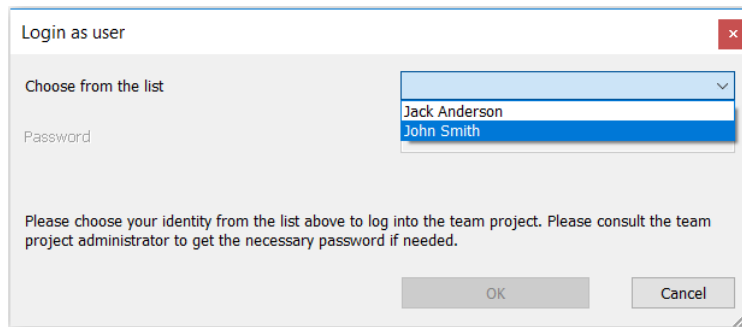 Login as user
Choose from the list
Jack Anderson
John Smith
Password
Please choose your identity from the list above to log into the team project. Please consult the team
project administrator to get the necessary password if needed.
OK
Cancel